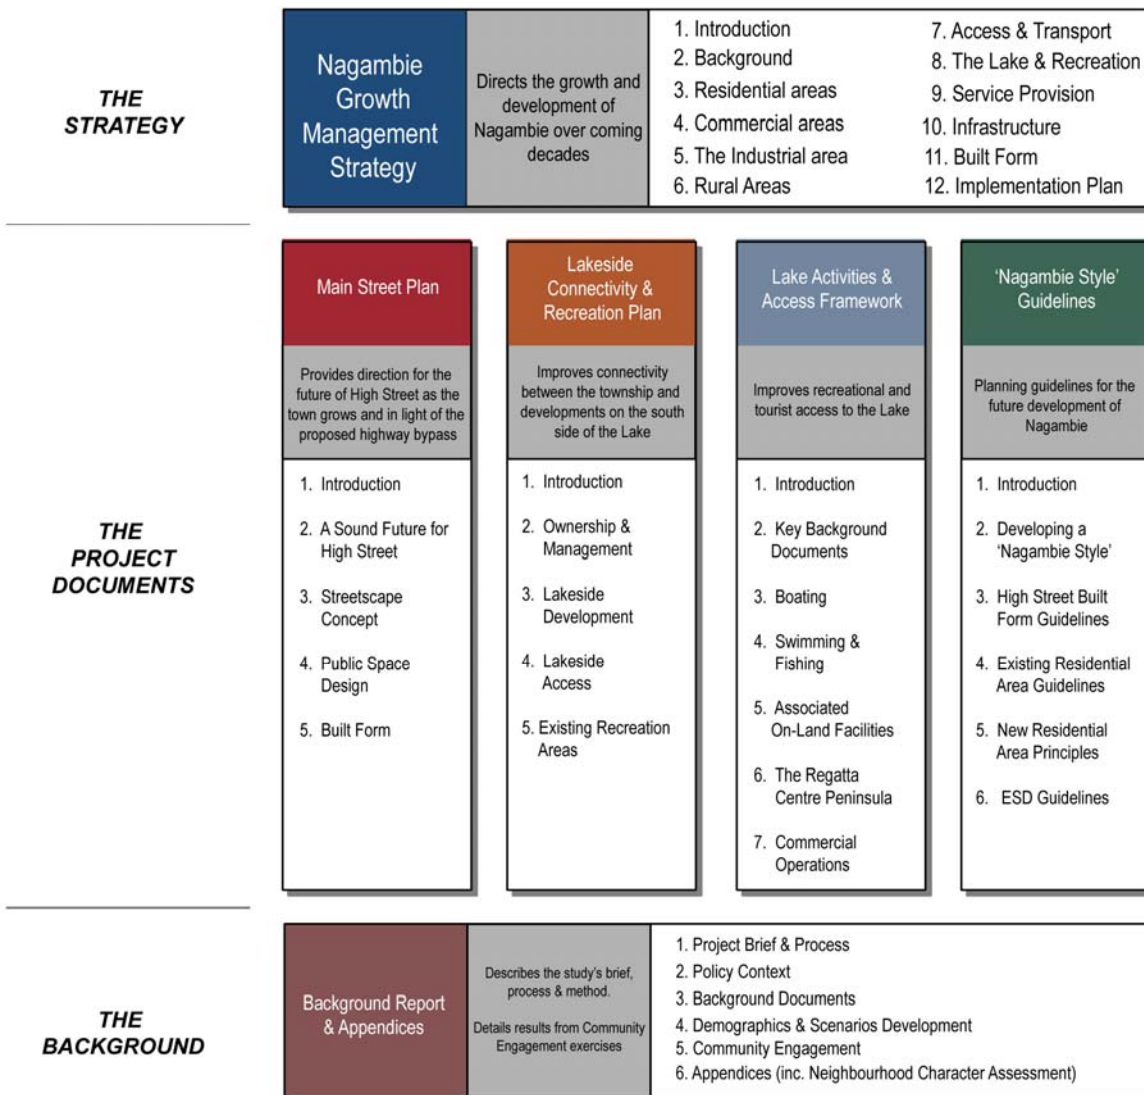 THE
STRATEGY
Nagambie
Growth
Management
Strategy
Directs the growth and
development of
Nagambie over coming
decades
1. Introduction
2. Background
3. Residential areas
4. Commercial areas
5. The Industrial area
6. Rural Areas
7. Access & Transport
8. The Lake & Recreation
9. Service Provision
10. Infrastructure
11. Built Form
12. Implementation Plan
THE
PROJECT
DOCUMENTS
Main Street Plan
Provides direction for the
future of High Street as the
town grows and in light of the
proposed highway bypass
1. Introduction
2. A Sound Future for
High Street
3. Streetscape
Concept
4. Public Space
Design
5. Built Form
Lakeside
Connectivity &
Recreation Plan
Improves connectivity
between the township and
developments on the south
side of the Lake
1. Introduction
2. Ownership &
Management
3. Lakeside
Development
4. Lakeside
Access
5. Existing Recreation
Areas
Lake Activities &
Access Framework
Improves recreational and
tourist access to the Lake
1. Introduction
2. Key Background
Documents
3. Boating
4. Swimming &
Fishing
5. Associated
On-Land Facilities
6. The Regatta
Centre Peninsula
7. Commercial
Operations
'Nagambie Style'
Guidelines
Planning guidelines for the
future development of
Nagambie
1. Introduction
2. Developing a
'Nagambie Style'
3. High Street Built
Form Guidelines
4. Existing Residential
Area Guidelines
5. New Residential
Area Principles
6. ESD Guidelines
THE
BACKGROUND
Background Report
& Appendices
Describes the study's brief,
process & method.
Details results from Community
Engagement exercises
1. Project Brief & Process
2. Policy Context
3. Background Documents
4. Demographics & Scenarios Development
5. Community Engagement
6. Appendices (inc. Neighbourhood Character Assessment)